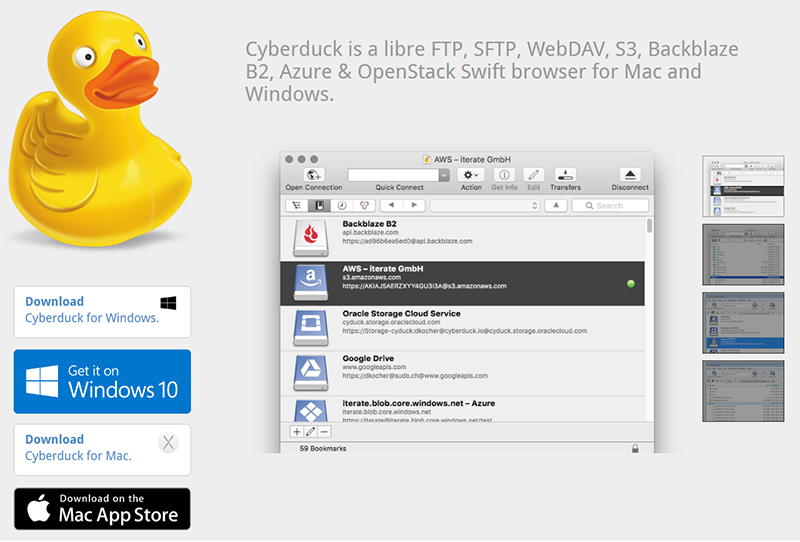 Cyberduck is a libre FTP, SFTP, WebDAV, S3, Backblaze
B2, Azure & OpenStack Swift browser for Mac and
Windows.
AWS – iterate GmbH
Open Connection
Quick Connect
Action
Get Info
Edit
Transfers
Disconnect
Search
Backblaze B2
api.backblaze.com
https://ad96b6ea5ed0@api.backblaze.com
AWS – iterate GmbH
s3.amazonaws.com
https://AKIAJ5AERZXYY4GU3I3A@s3.amazonaws.com
Oracle Storage Cloud Service
cyduck.storage.oraclecloud.com
https://Storage-cyduck:dkocher@cyberduck.io@cyduck.storage.oraclecloud.com
Google Drive
www.googleapis.com
https://dkocher@sudo.ch@www.googleapis.com
iterate.blob.core.windows.net – Azure
iterate.blob.core.windows.net
https://iterate@iterate.blob.core.windows.net/test
59 Bookmarks
Download
Cyberduck for Windows.
Get it on
Windows 10
Download
Cyberduck for Mac.
Download on the
Mac App Store